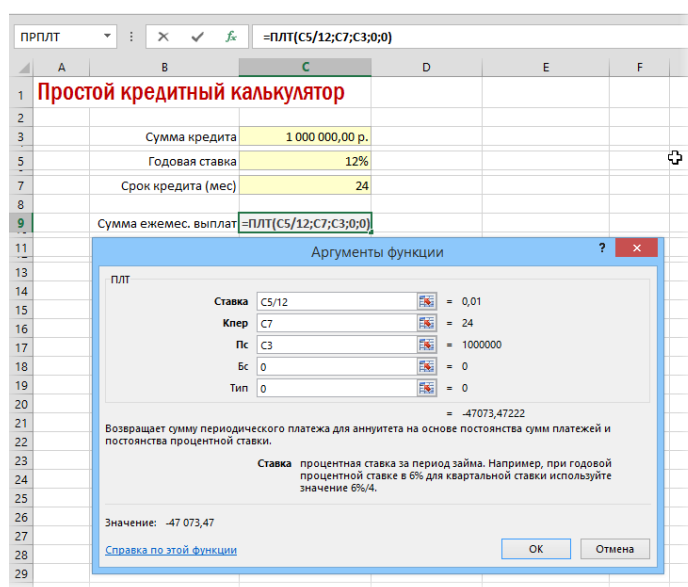 ПРПЛТ =ПЛТ(C5/12;C7;C3;0;0)
A B C D E F
1 Простой кредитный калькулятор
2
3 Сумма кредита 1 000 000,00 р.
5 Годовая ставка 12%
7 Срок кредита (мес) 24
8
9 Сумма ежемес. выплат =ПЛТ(C5/12;C7;C3;0;0)
11 Аргументы функции ? ×
13 ПЛТ
14
15 Ставка C5/12 = 0,01
16 Кпер C7 = 24
17 Пс C3 = 1000000
18 Бс 0 = 0
19 Тип 0 = 0
20 = -47073,47222
21 Возвращает сумму периодического платежа для аннуитета на основе постоянства сумм платежей и
22 постоянства процентной ставки.
23 Ставка процентная ставка за период займа. Например, при годовой
24 процентной ставке в 6% для квартальной ставки используйте
25 значение 6%/4.
26 Значение: -47 073,47
27
28 Справка по этой функции ОК Отмена
29